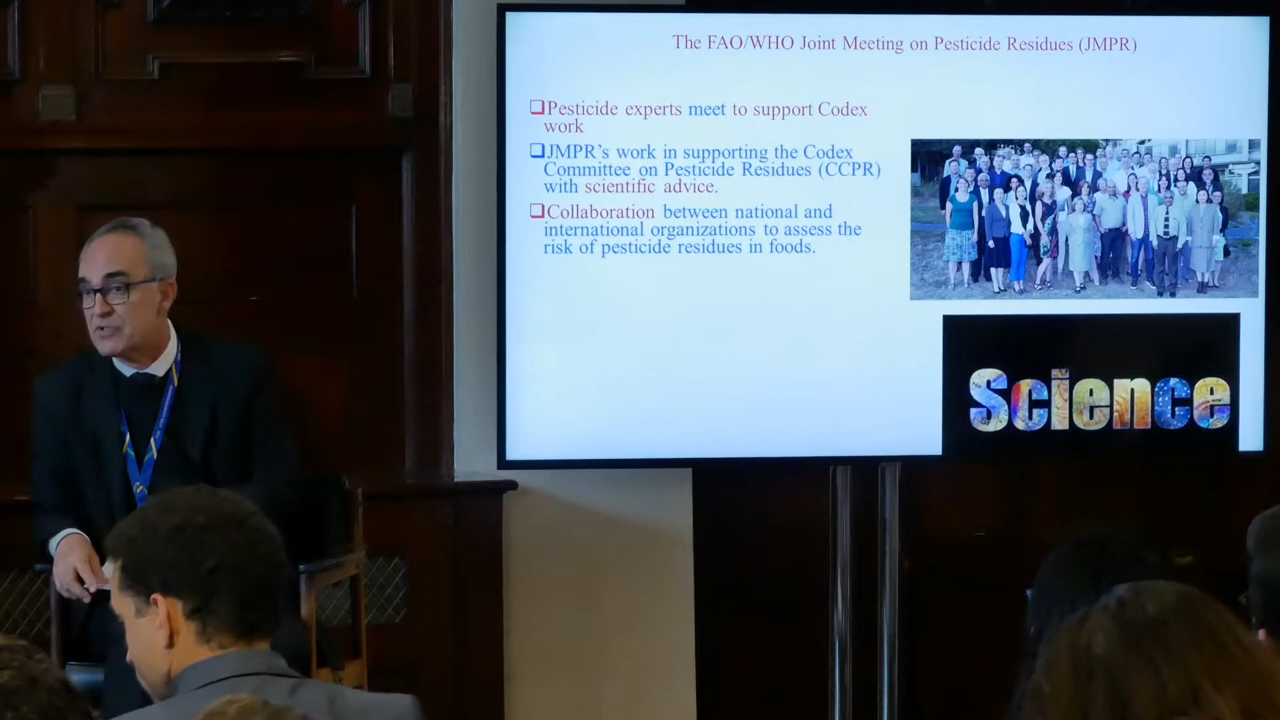 The FAO/WHO Joint Meeting on Pesticide Residues (JMPR)
Pesticide experts meet to support Codex
work
JMPR's work in supporting the Codex
Committee on Pesticide Residues (CCPR)
with scientific advice.
Collaboration between national and
international organizations to assess the
risk of pesticide residues in foods.
Science